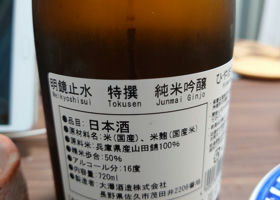 明鏡止水 特撰 純米吟醸
Meikyoshisui Tokusen Junmai Ginjo
●品目:日本酒
●原材料:米(国産)、米麹(国産米)
●原料米:兵庫県産山田錦100%
●精米歩合:50%
●アルコール分:16度
●内容量:720ml
●製造者:大澤酒造株式会社
長野県佐久市茂田井2206番地